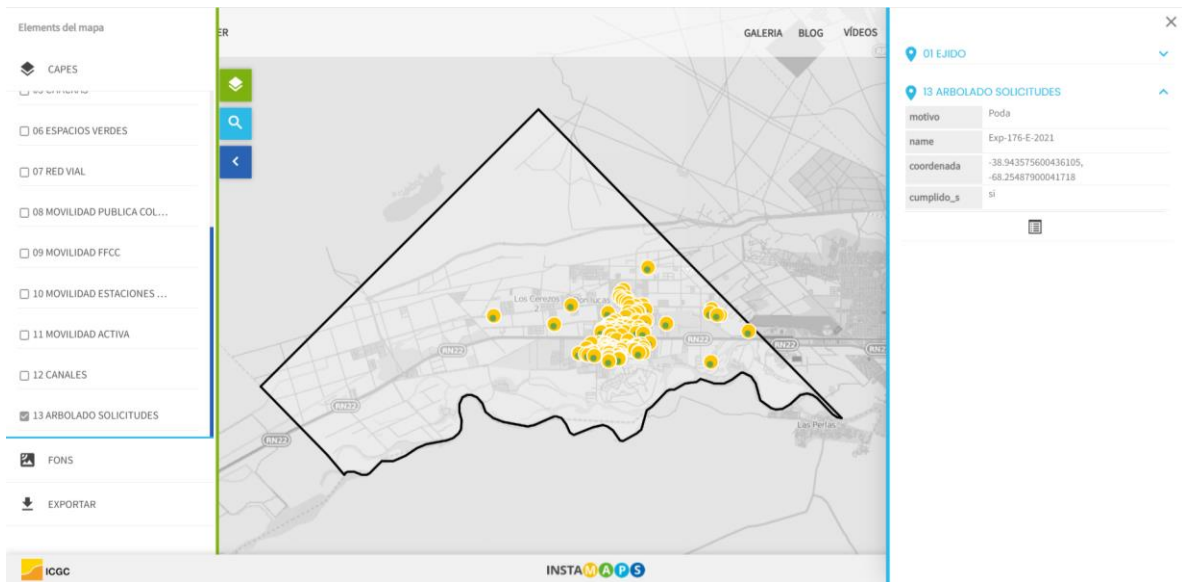 Elements del mapa
CAPES
06 ESPACIOS VERDES
07 RED VIAL
08 MOVILIDAD PUBLICA COL...
09 MOVILIDAD FFCC
10 MOVILIDAD ESTACIONES ...
11 MOVILIDAD ACTIVA
12 CANALES
13 ARBOLADO SOLICITUDES
FONS
EXPORTAR
ICGC
ER
GALERIA BLOG VÍDEOS
Los Cerezos
2
RN22
RN22
RN22
RN22
RN22
Las Perlas
INSTAMAPS
01 EJIDO
13 ARBOLADO SOLICITUDES
motivo Poda
name Exp-176-E-2021
coordenada -38.943575600436105,
-68.25487900041718
cumplido_s si